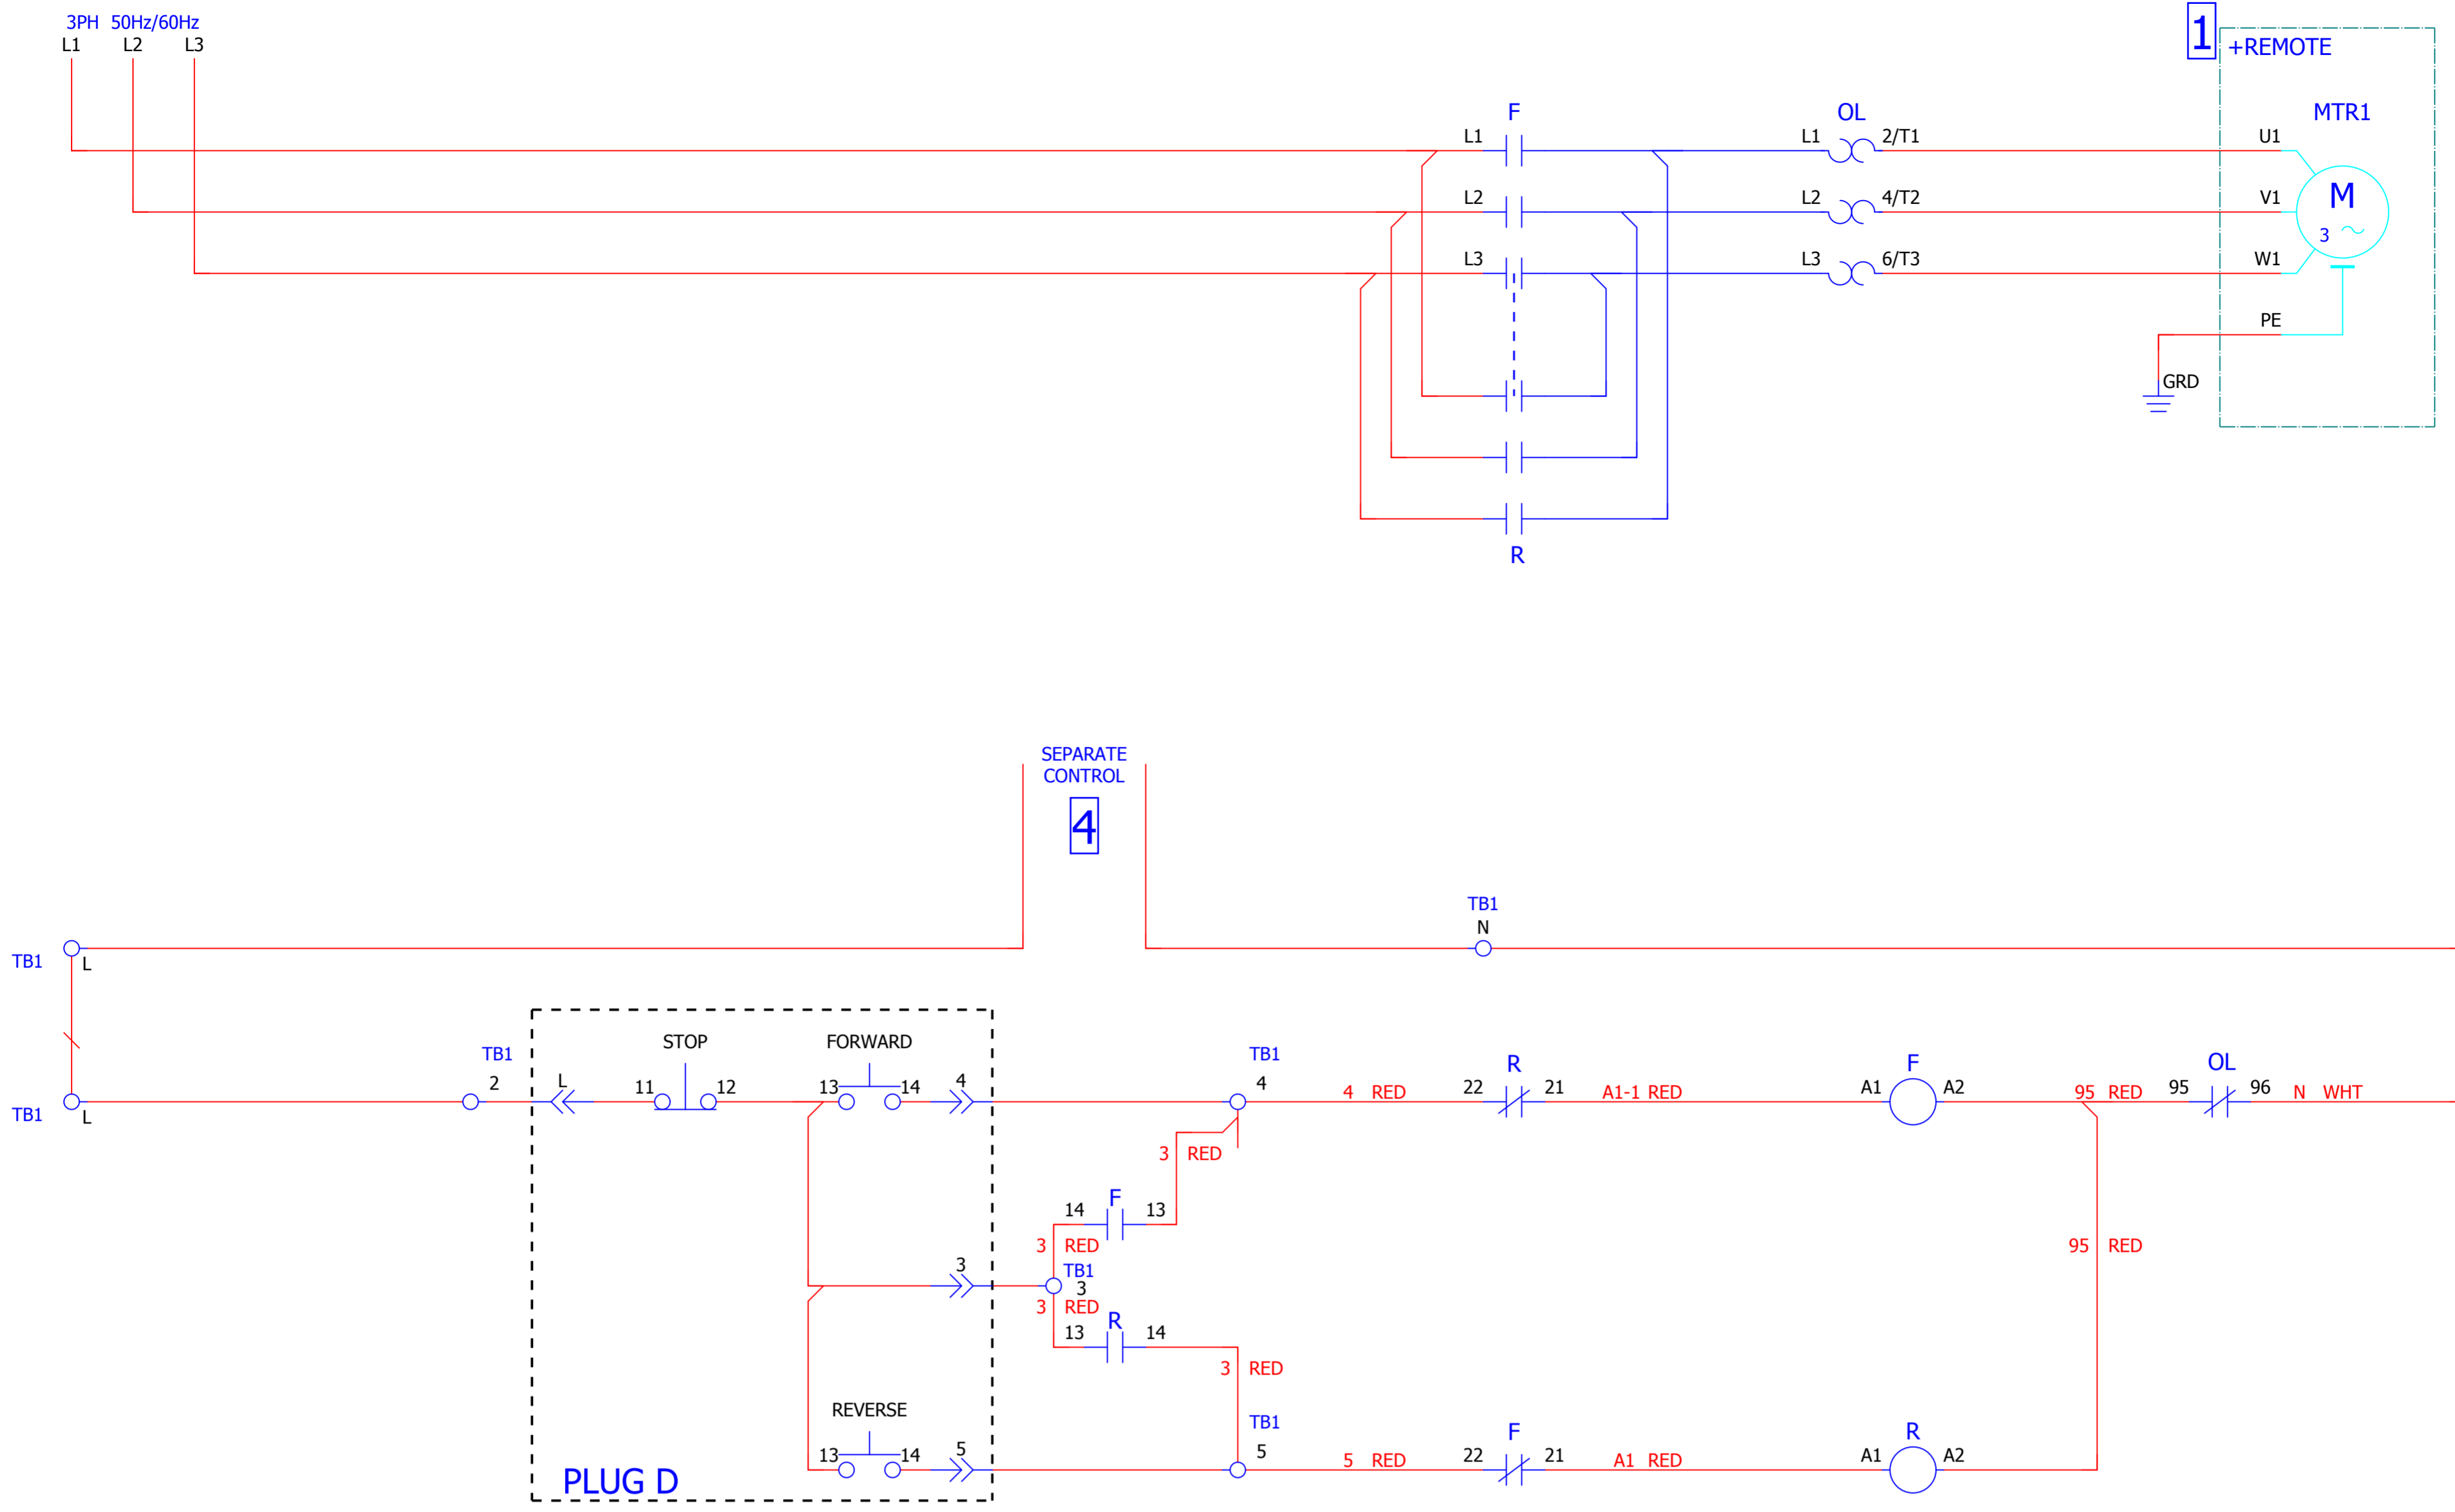 3PH 50Hz/60Hz
L1 L2 L3
1
+REMOTE
F OL MTR1
L1 L1 2/T1 U1
L2 L2 4/T2 V1
M
3
L3 L3 6/T3 W1
PE
GRD
R
SEPARATE
CONTROL
4
TB1
N
TB1 L
STOP FORWARD
TB1 TB1 R F OL
TB1 L 2 L 11 12 13 14 4 4 4 RED 22 21 A1-1 RED A1 A2 95 RED 95 96 N WHT
3 RED
F
14 13
3 RED 95 RED
3 TB1
3
3 RED
R
13 14
3 RED
REVERSE
TB1 F R
13 14 5 5 5 RED 22 21 A1 RED A1 A2
PLUG D